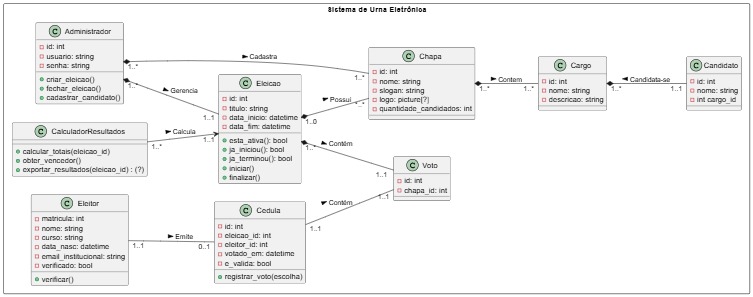 Sistema de Urna Eletrônica
C Administrador
id: int
usuario: string
senha: string
criar_eleicao()
fechar_eleicao()
cadastrar_candidato()
1..*
1..*
Cadastra
1..*
Gerencia
1..1
C Chapa
id: int
nome: string
slogan: string
logo: picture(?)
quantidade_candidatos: int
1..*
Contem
1..*
C Cargo
id: int
nome: string
descricao: string
1..*
Candidata-se
1..1
C Candidato
id: int
nome: string
int cargo_id
C Eleicao
id: int
titulo: string
data_inicio: datetime
data_fim: datetime
esta_ativa(): bool
ja_iniciou(): bool
ja_terminou(): bool
iniciar()
finalizar()
1..0
Possui
1..*
Contém
1..1
C CalculadorResultados
calcular_totais(eleicao_id)
obter_vencedor()
exportar_resultados(eleicao_id) : (?)
1..*
Calcula
1..1
C Voto
id: int
chapa_id: int
1..1
Contém
1..1
C Eleitor
matricula: int
nome: string
curso: string
data_nasc: datetime
email_institucional: string
verificado: bool
verificar()
1..1
Emite
0..1
C Cedula
id: int
eleicao_id: int
eleitor_id: int
votado_em: datetime
e_valida: bool
registrar_voto(escolha)